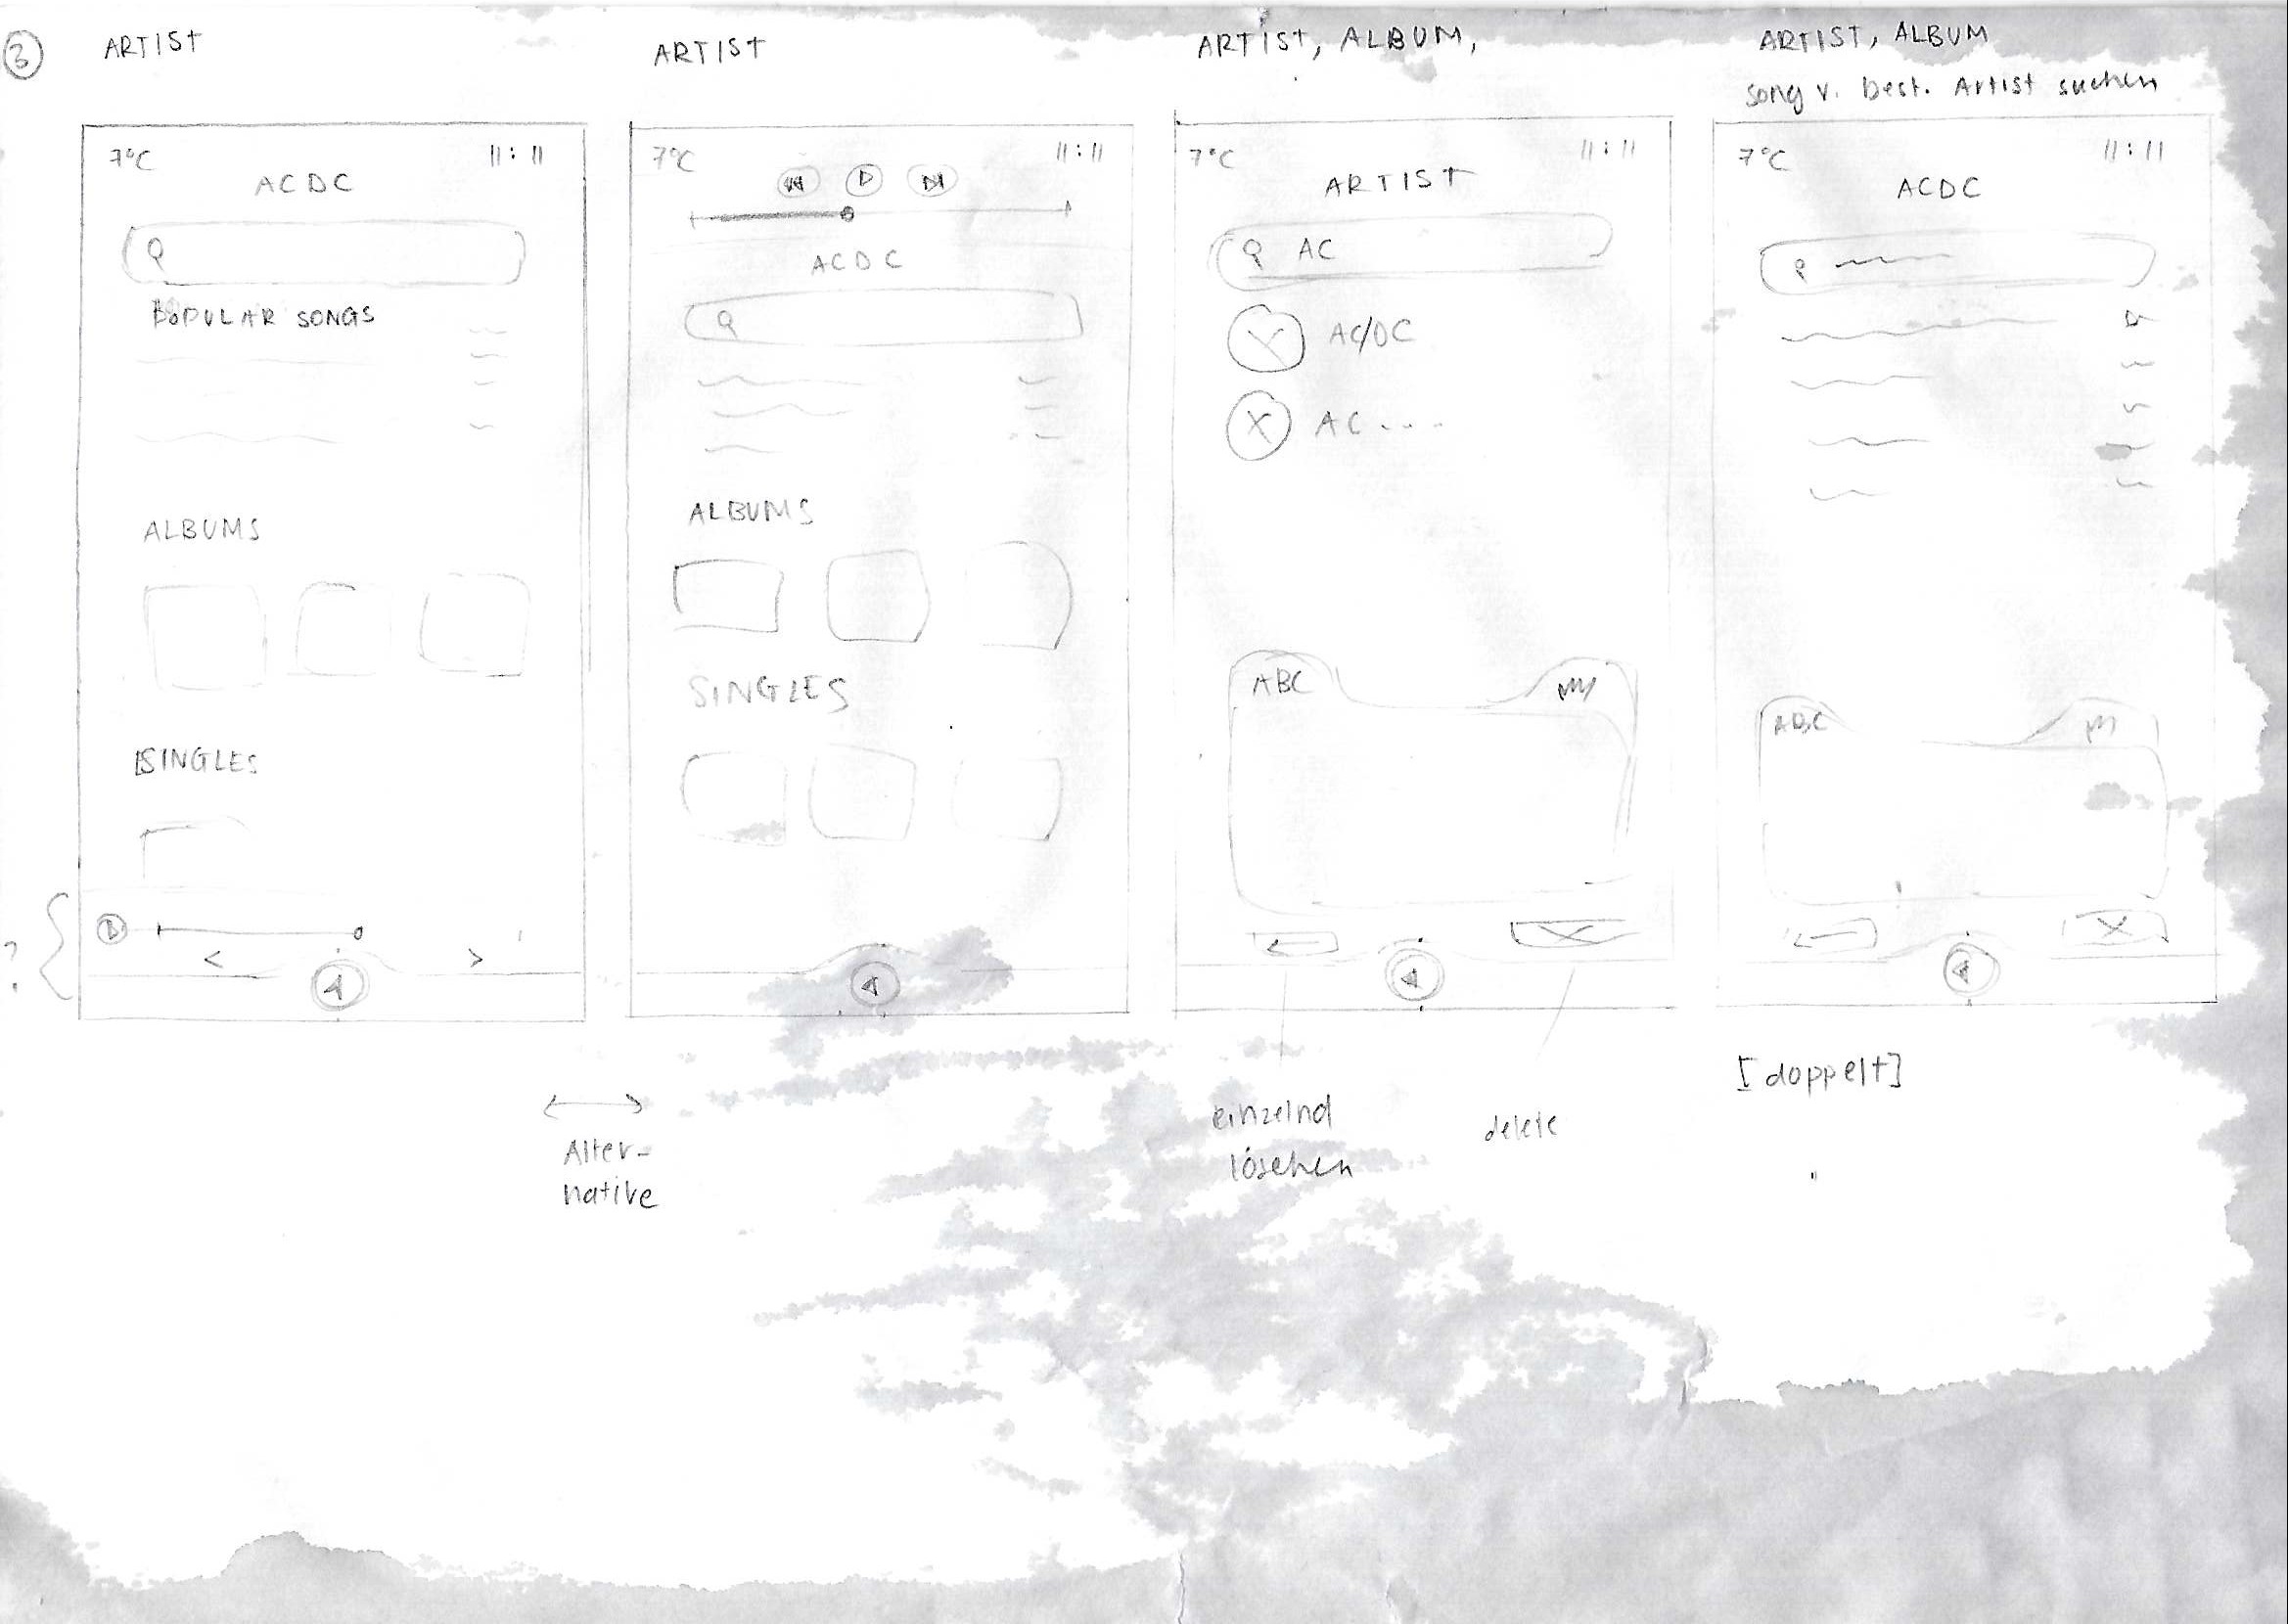 3
ARTIST
7°C
11:11
ACDC
POPULAR SONGS
ALBUMS
SINGLES
<
>
?
ARTIST
7°C
11:11
ACDC
ALBUMS
SINGLES
Alter-
native
ARTIST, ALBUM,
7°C
11:11
ARTIST
AC
AC/DC
X
AC ...
ABC
X
einzelnd
löschen
delete
ARTIST, ALBUM
song v. best. Artist suchen
7°C
11:11
ACDC
ABC
X
[doppelt]